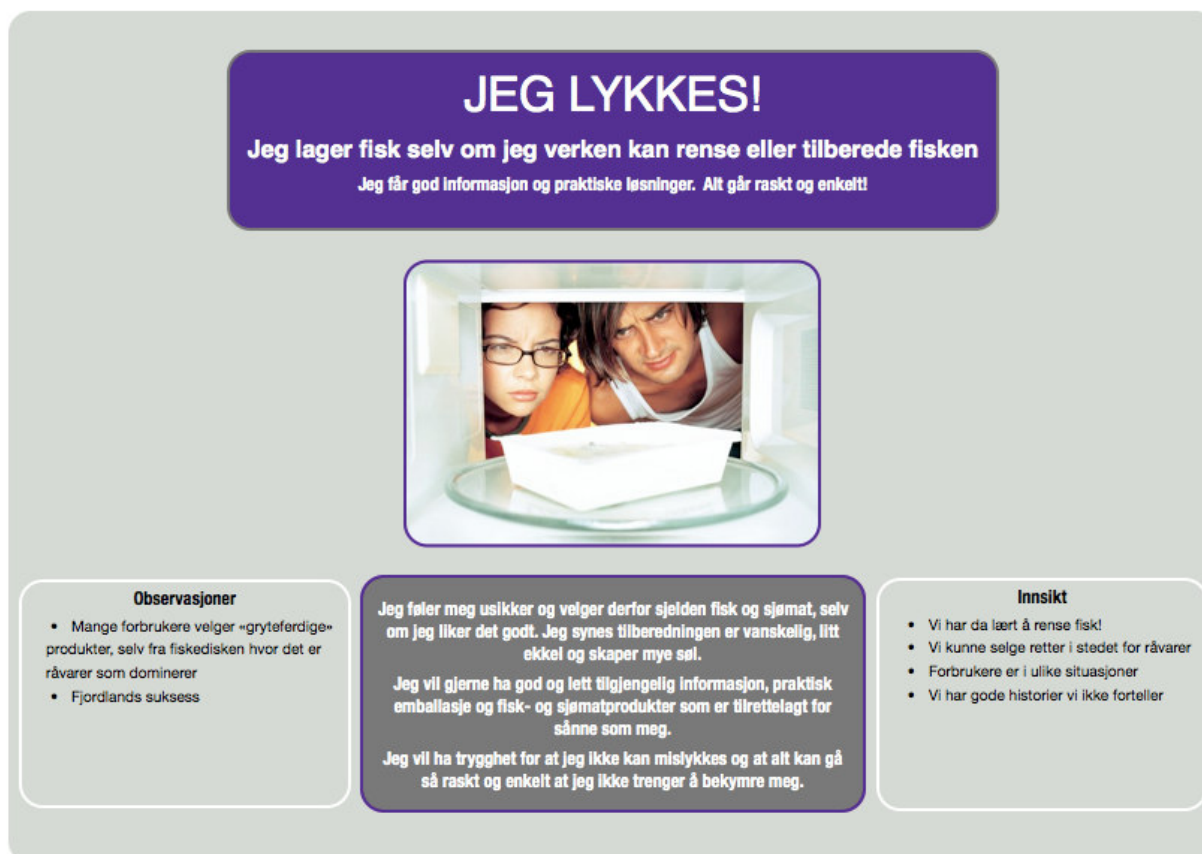 JEG LYKKES!
Jeg lager fisk selv om jeg verken kan rense eller tilberede fisken
Jeg får god informasjon og praktiske løsninger. Alt går raskt og enkelt!
Observasjoner
• Mange forbrukere velger «gryteferdige»
produkter, selv fra fiskedisken hvor det er
råvarer som dominerer
• Fjordlands suksess
Jeg føler meg usikker og velger derfor sjelden fisk og sjømat, selv
om jeg liker det godt. Jeg synes tilberedningen er vanskelig, litt
ekkel og skaper mye søl.
Jeg vil gjerne ha god og lett tilgjengelig informasjon, praktisk
emballasje og fisk- og sjømatprodukter som er tilrettelagt for
sånne som meg.
Jeg vil ha trygghet for at jeg ikke kan mislykkes og at alt kan gå
så raskt og enkelt at jeg ikke trenger å bekymre meg.
Innsikt
• Vi har da lært å rense fisk!
• Vi kunne selge retter i stedet for råvarer
• Forbrukere er i ulike situasjoner
• Vi har gode historier vi ikke forteller